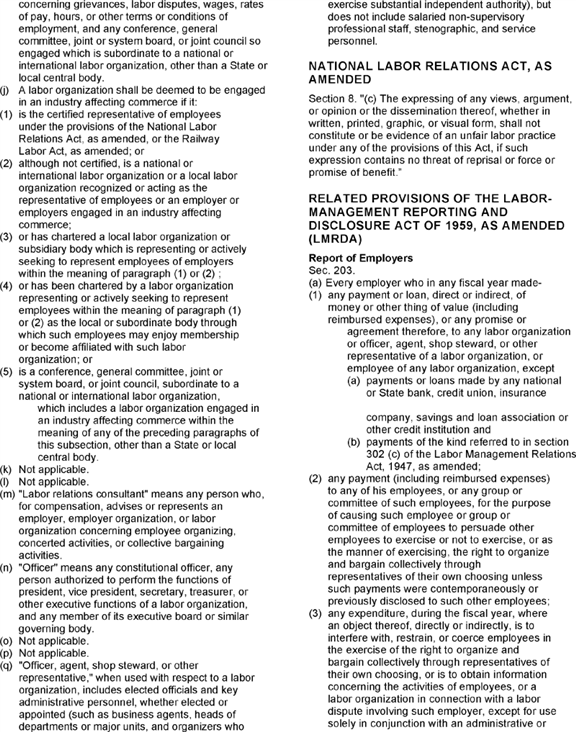 concerning grievances, labor disputes, wages, rates
of pay, hours, or other terms or conditions of
employment, and any conference, general
committee, joint or system board, or joint council so
engaged which is subordinate to a national or
international labor organization, other than a State or
local central body.
(j) A labor organization shall be deemed to be engaged
in an industry affecting commerce if it:
(1) is the certified representative of employees
under the provisions of the National Labor
Relations Act, as amended, or the Railway
Labor Act, as amended; or
(2) although not certified, is a national or
international labor organization or a local labor
organization recognized or acting as the
representative of employees or an employer or
employers engaged in an industry affecting
commerce;
(3) or has chartered a local labor organization or
subsidiary body which is representing or actively
seeking to represent employees of employers
within the meaning of paragraph (1) or (2) ;
(4) or has been chartered by a labor organization
representing or actively seeking to represent
employees within the meaning of paragraph (1)
or (2) as the local or subordinate body through
which such employees may enjoy membership
or become affiliated with such labor
organization; or
(5) is a conference, general committee, joint or
system board, or joint council, subordinate to a
national or international labor organization,
which includes a labor organization engaged in
an industry affecting commerce within the
meaning of any of the preceding paragraphs of
this subsection, other than a State or local
central body.
(k) Not applicable.
(l) Not applicable.
(m) "Labor relations consultant" means any person who,
for compensation, advises or represents an
employer, employer organization, or labor
organization concerning employee organizing,
concerted activities, or collective bargaining
activities.
(n) "Officer" means any constitutional officer, any
person authorized to perform the functions of
president, vice president, secretary, treasurer, or
other executive functions of a labor organization,
and any member of its executive board or similar
governing body.
(o) Not applicable.
(p) Not applicable.
(q) "Officer, agent, shop steward, or other
representative," when used with respect to a labor
organization, includes elected officials and key
administrative personnel, whether elected or
appointed (such as business agents, heads of
departments or major units, and organizers who
exercise substantial independent authority), but
does not include salaried non-supervisory
professional staff, stenographic, and service
personnel.
NATIONAL LABOR RELATIONS ACT, AS
AMENDED
Section 8. "(c) The expressing of any views, argument,
or opinion or the dissemination thereof, whether in
written, printed, graphic, or visual form, shall not
constitute or be evidence of an unfair labor practice
under any of the provisions of this Act, if such
expression contains no threat of reprisal or force or
promise of benefit."
RELATED PROVISIONS OF THE LABOR-
MANAGEMENT REPORTING AND
DISCLOSURE ACT OF 1959, AS AMENDED
(LMRDA)
Report of Employers
Sec. 203.
(a) Every employer who in any fiscal year made-
(1) any payment or loan, direct or indirect, of
money or other thing of value (including
reimbursed expenses), or any promise or
agreement therefore, to any labor organization
or officer, agent, shop steward, or other
representative of a labor organization, or
employee of any labor organization, except
(a) payments or loans made by any national
or State bank, credit union, insurance
company, savings and loan association or
other credit institution and
(b) payments of the kind referred to in section
302 (c) of the Labor Management Relations
Act, 1947, as amended;
(2) any payment (including reimbursed expenses)
to any of his employees, or any group or
committee of such employees, for the purpose
of causing such employee or group or
committee of employees to persuade other
employees to exercise or not to exercise, or as
the manner of exercising, the right to organize
and bargain collectively through
representatives of their own choosing unless
such payments were contemporaneously or
previously disclosed to such other employees;
(3) any expenditure, during the fiscal year, where
an object thereof, directly or indirectly, is to
interfere with, restrain, or coerce employees in
the exercise of the right to organize and
bargain collectively through representatives of
their own choosing, or is to obtain information
concerning the activities of employees, or a
labor organization in connection with a labor
dispute involving such employer, except for use
solely in conjunction with an administrative or